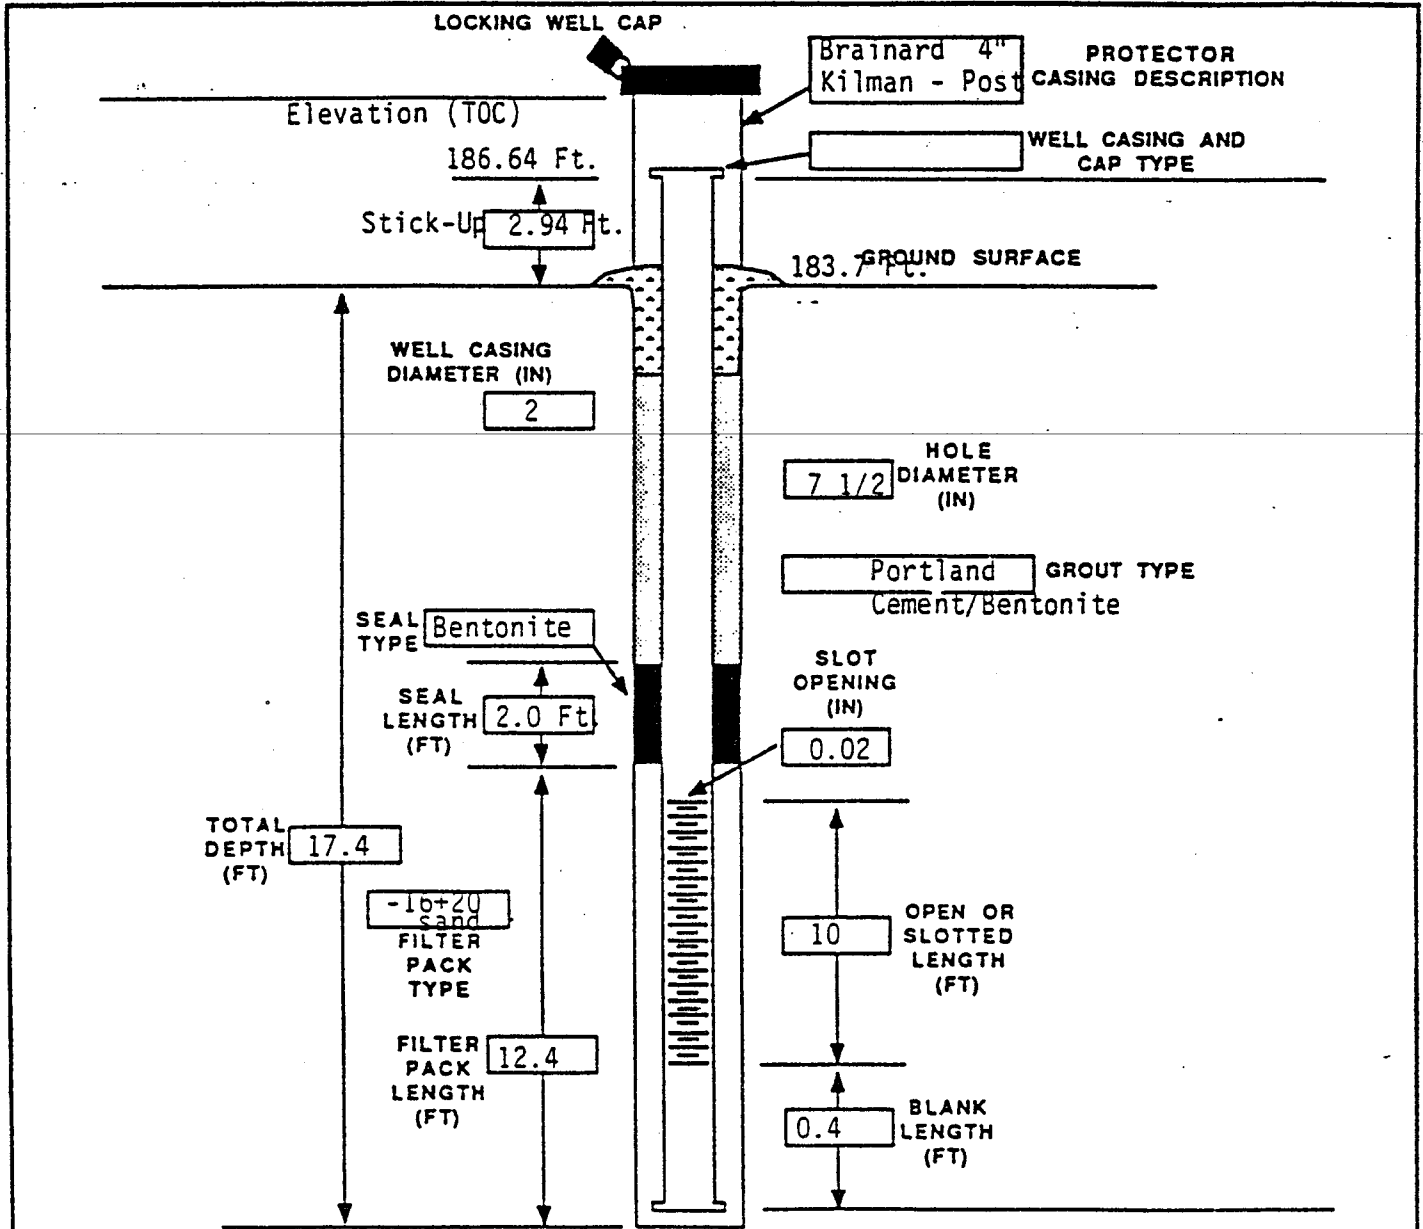 LOCKING WELL CAP
Brainard 4"
Kilman - Post
PROTECTOR
CASING DESCRIPTION
Elevation (TOC)
186.64 Ft.
WELL CASING AND
CAP TYPE
Stick-Up 2.94 Ft.
183.7 Ft.
GROUND SURFACE
WELL CASING
DIAMETER (IN)
2
7 1/2
HOLE
DIAMETER
(IN)
Portland
Cement/Bentonite
GROUT TYPE
SEAL
TYPE
Bentonite
SLOT
OPENING
(IN)
0.02
SEAL
LENGTH
(FT)
2.0 Ft.
TOTAL
DEPTH
(FT)
17.4
-16+20
sand
FILTER
PACK
TYPE
10
OPEN OR
SLOTTED
LENGTH
(FT)
FILTER
PACK
LENGTH
(FT)
12.4
0.4
BLANK
LENGTH
(FT)